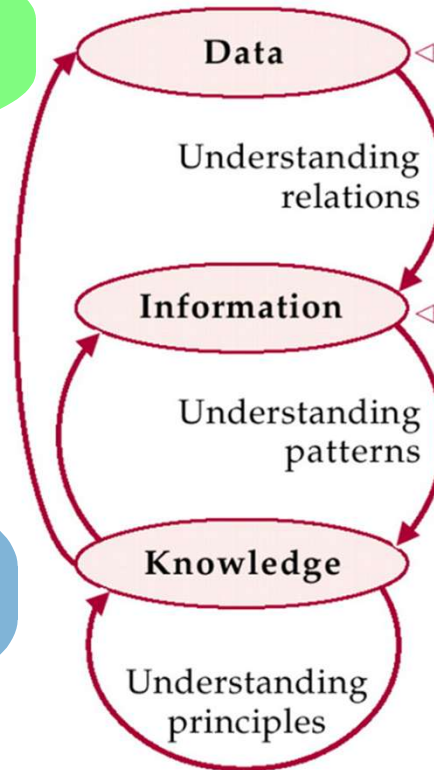 Data
Understanding
relations
Information
Understanding
patterns
Knowledge
Understanding
principles